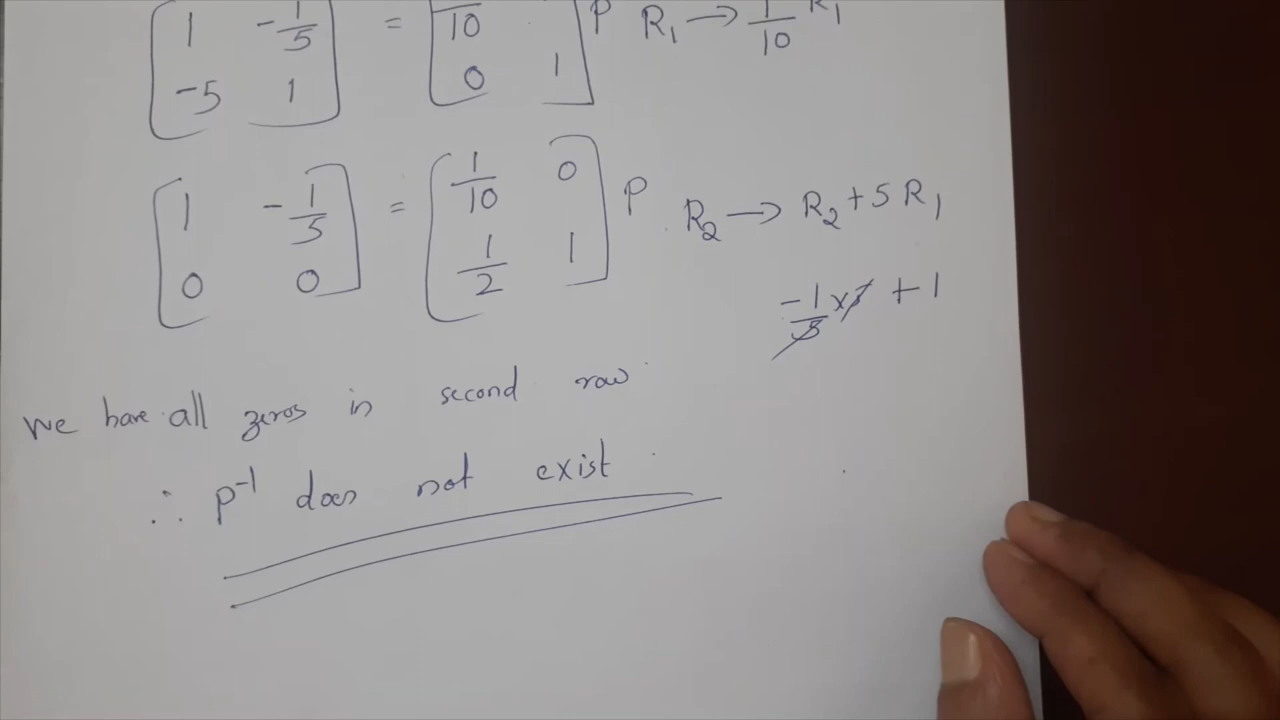 [1 -1/5] = [1/10 ] P R₁ → 1/10 R₁
[-5 1] [0 1]
[1 -1/5] = [1/10 0] P R₂ → R₂ + 5 R₁
[0 0] [1/2 1]
-1/5 x 5 + 1
We have all zeros in second row
∴ P⁻¹ does not exist